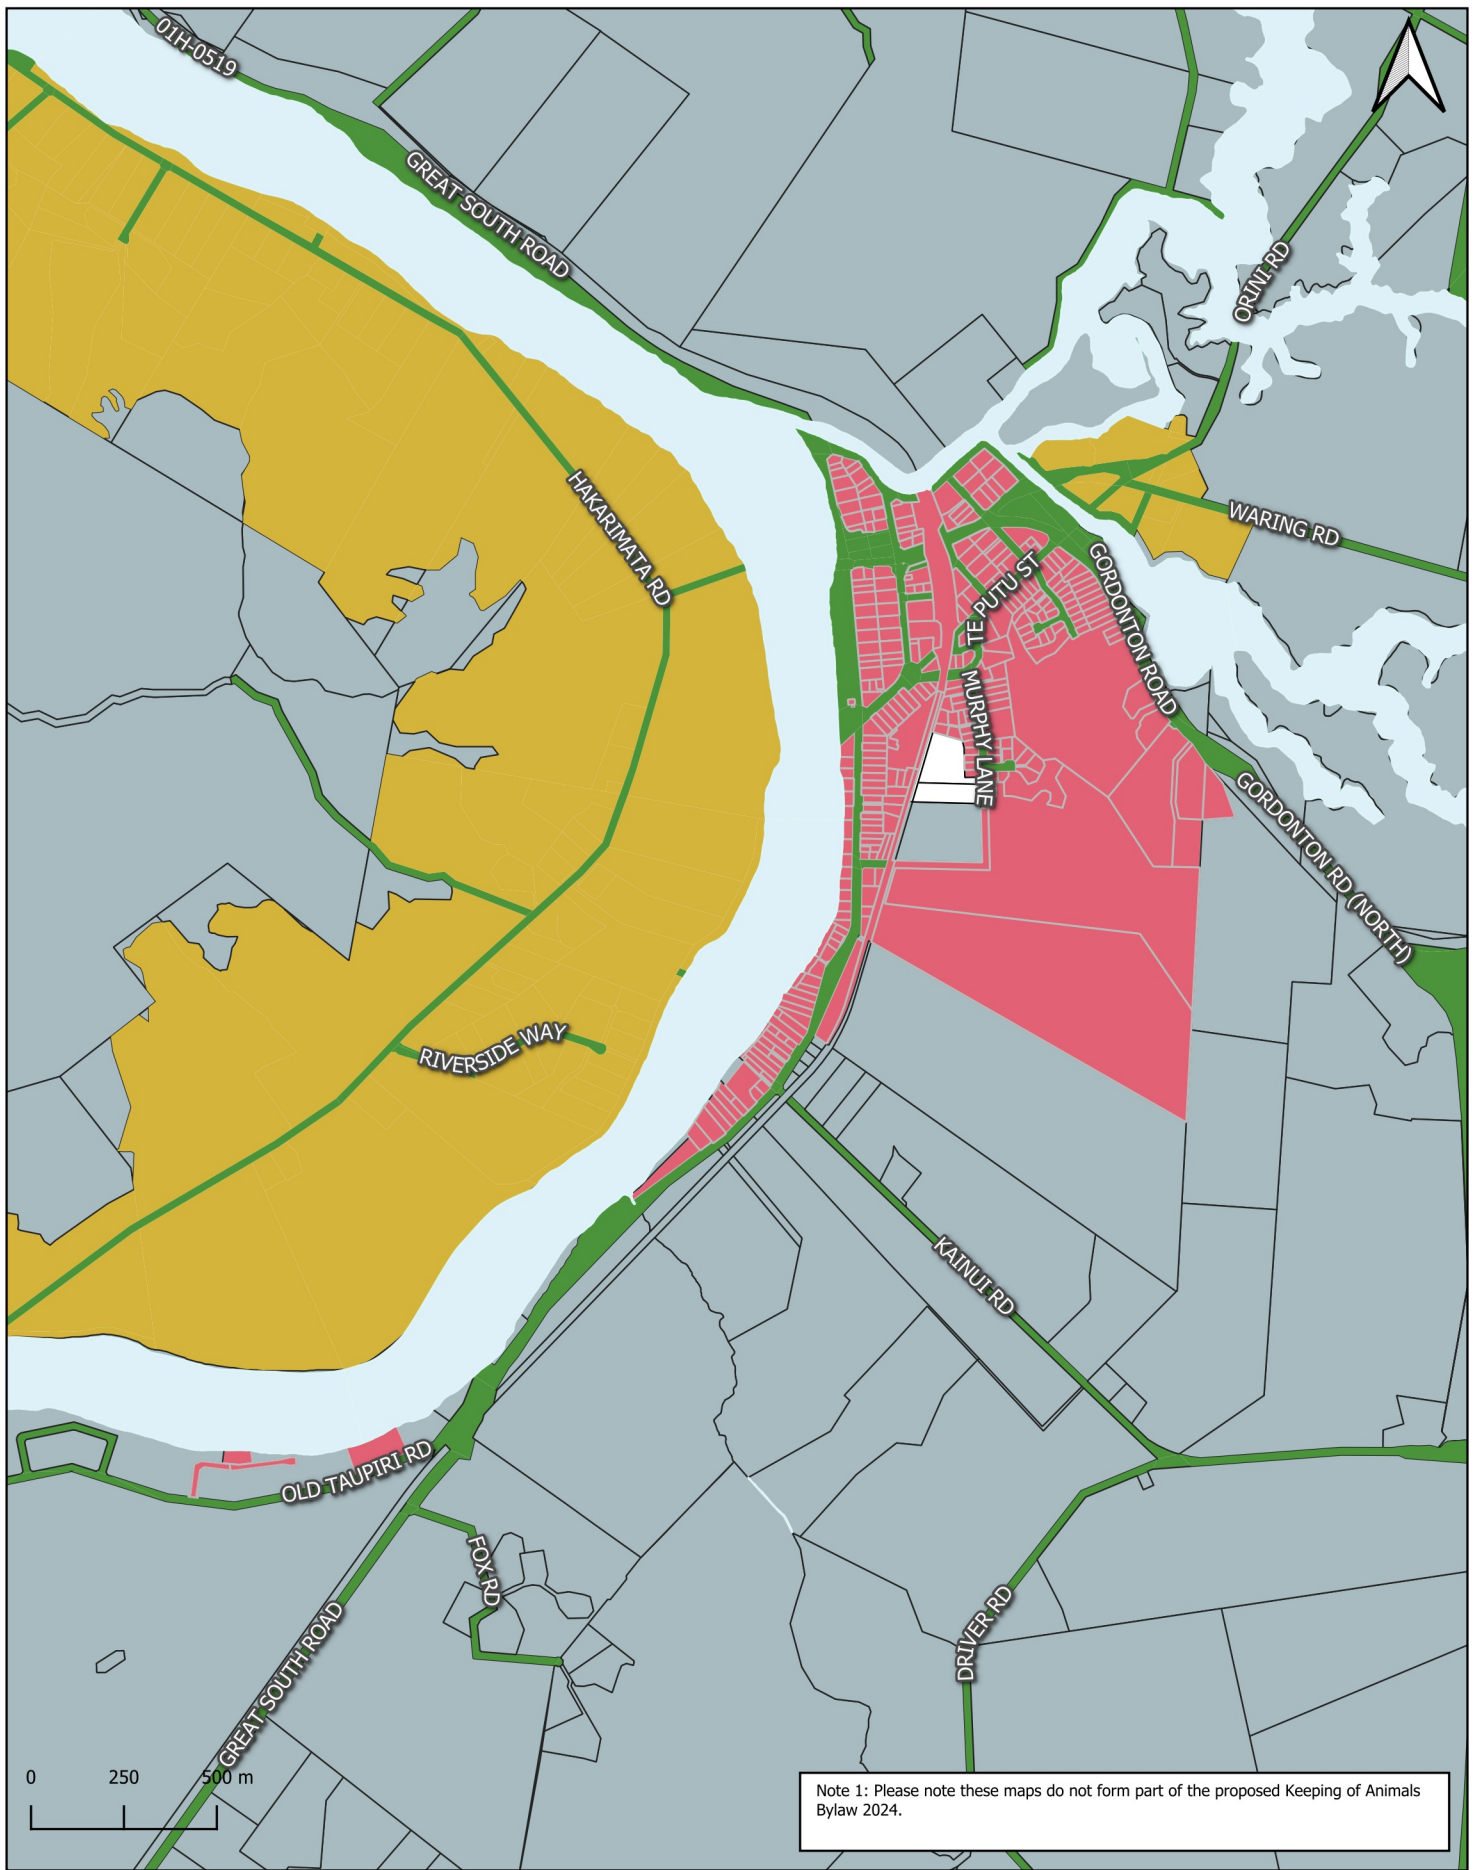 01H-0519
GREAT SOUTH ROAD
ORINI RD
HAKARIMATA RD
WARING RD
TE PUTU ST
GORDONTON ROAD
MURPHY LANE
GORDONTON RD (NORTH)
RIVERSIDE WAY
KAINUI RD
OLD TAUPIRI RD
FOX RD
DRIVER RD
GREAT SOUTH ROAD
0 250 500 m
Note 1: Please note these maps do not form part of the proposed Keeping of Animals
Bylaw 2024.